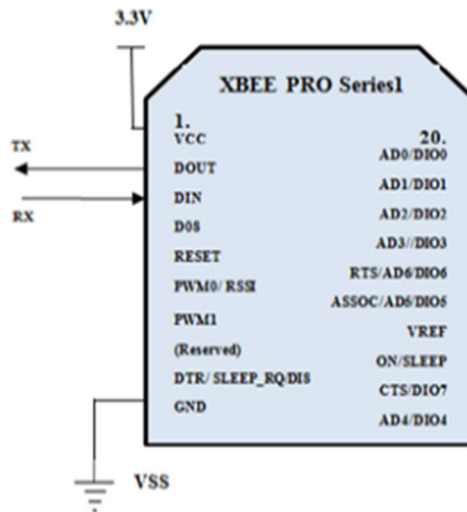 3.3V
XBEE PRO Series1
1.
VCC
TX
DOUT
RX
DIN
DO8
RESET
PWM0/ RSSI
PWM1
(Reserved)
DTR/ SLEEP_RQ/DI8
GND
VSS
20.
AD0/DIO0
AD1/DIO1
AD2/DIO2
AD3//DIO3
RTS/AD6/DIO6
ASSOC/AD5/DIO5
VREF
ON/SLEEP
CTS/DIO7
AD4/DIO4